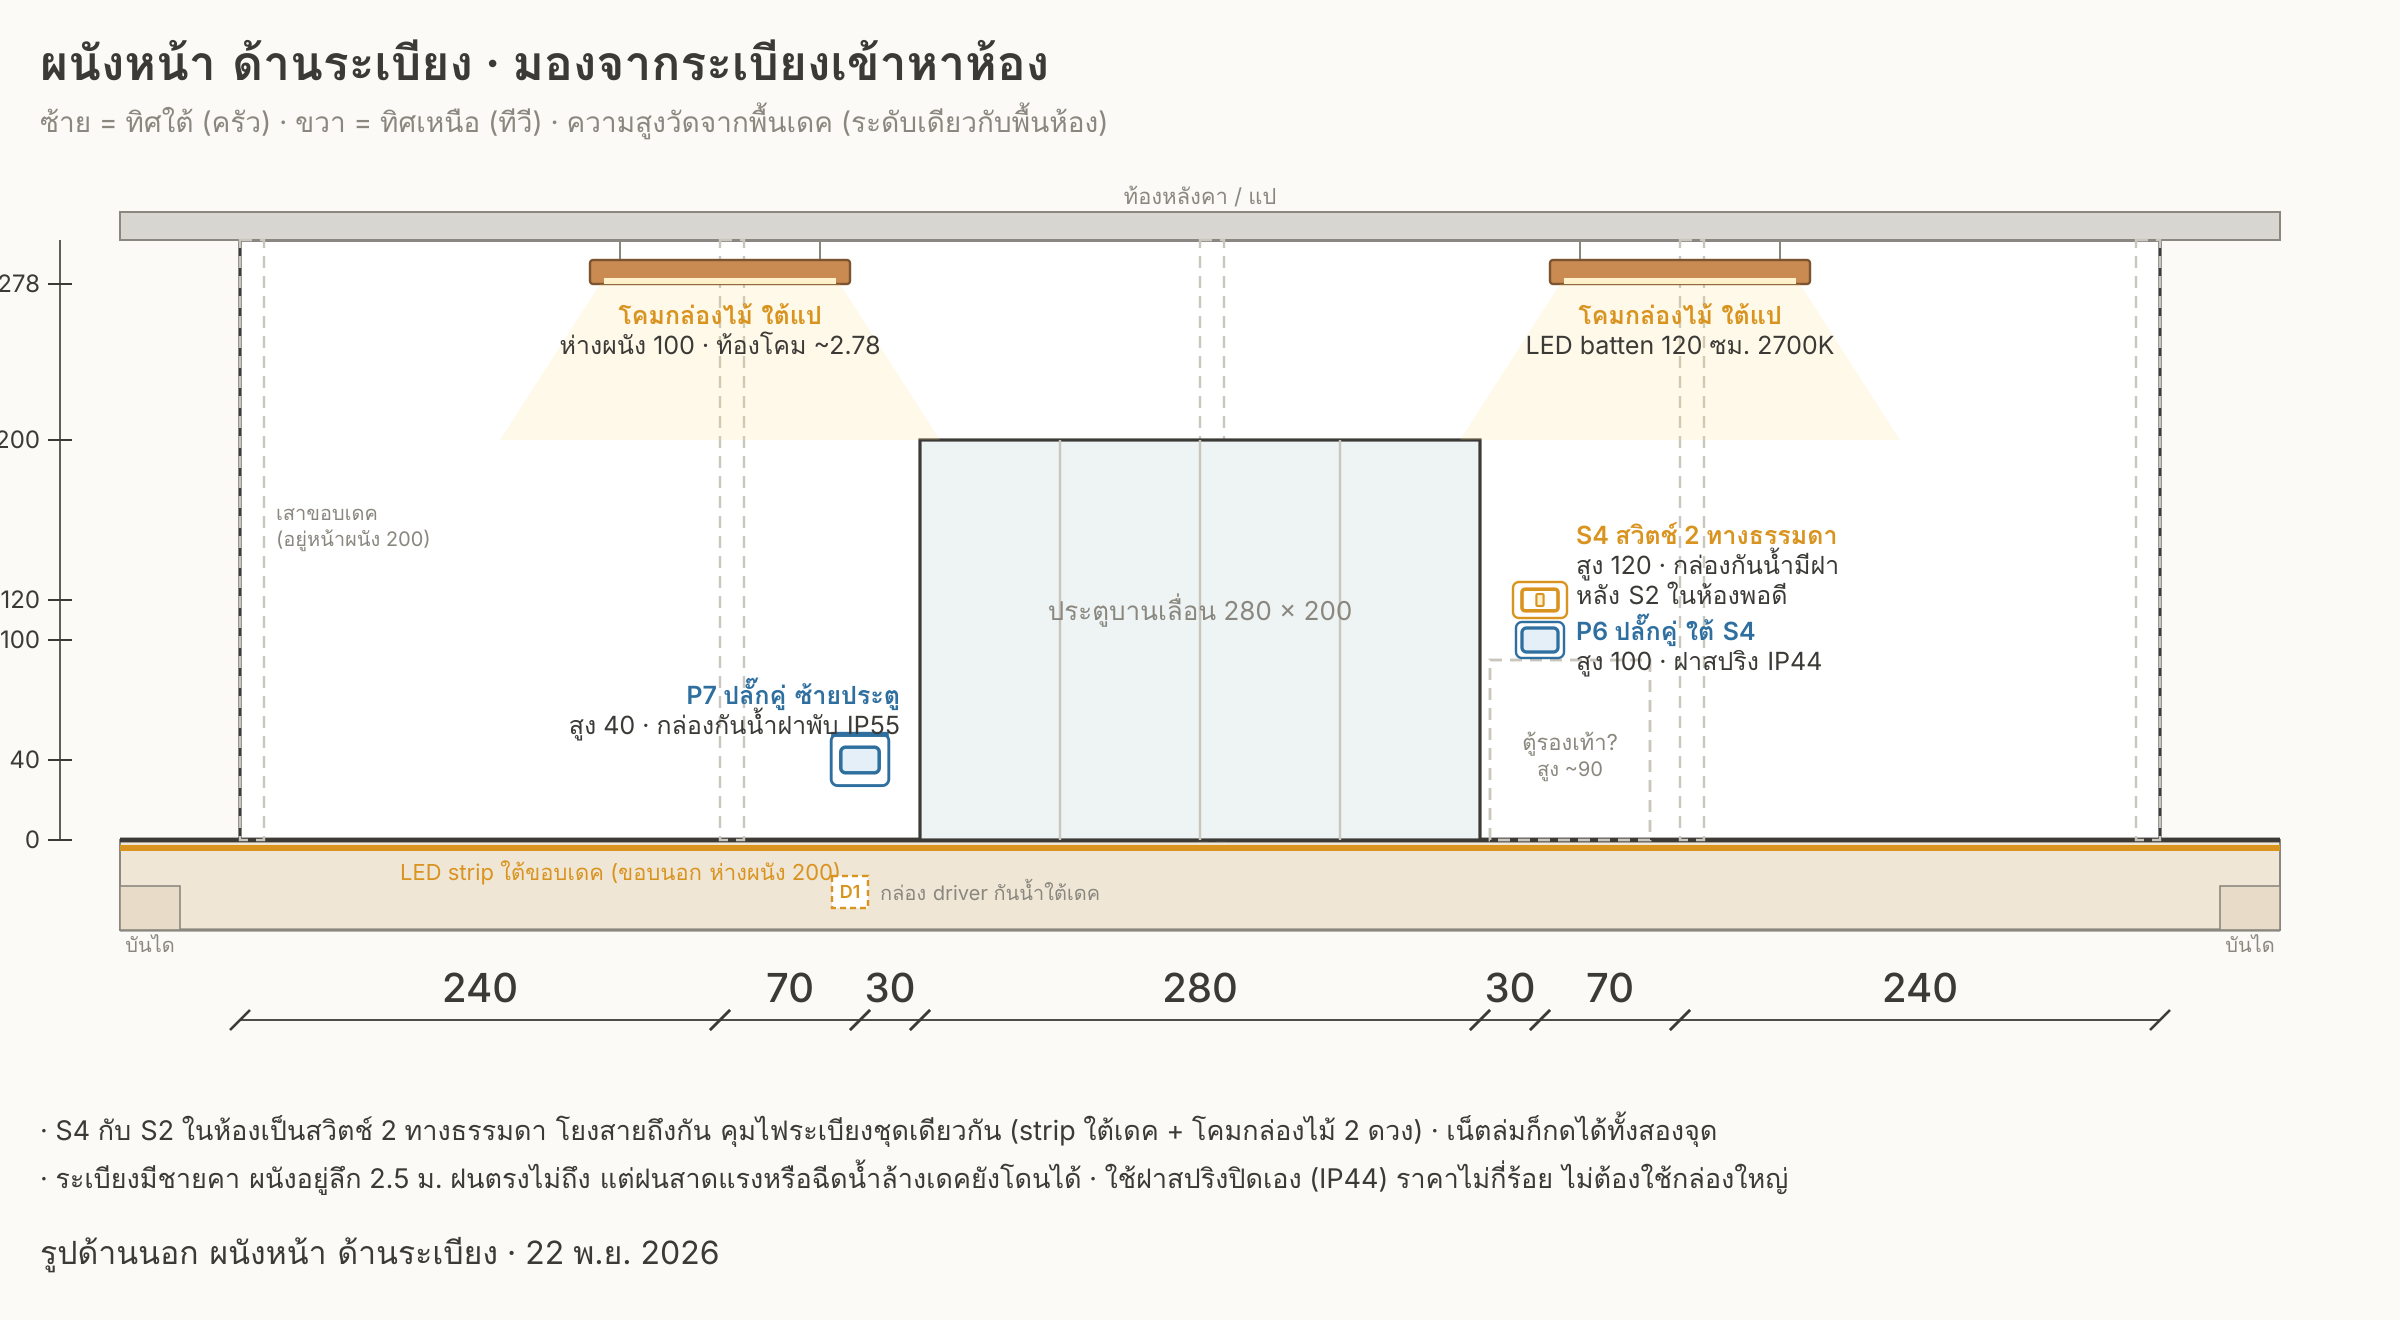 ผนังหน้า ด้านระเบียง · มองจากระเบียงเข้าหาห้อง
ซ้าย = ทิศใต้ (ครัว) · ขวา = ทิศเหนือ (ทีวี) · ความสูงวัดจากพื้นเดค (ระดับเดียวกับพื้นห้อง)
ท้องหลังคา / แป
278
โคมกล่องไม้ ใต้แป
ห่างผนัง 100 · ท้องโคม ~2.78
โคมกล่องไม้ ใต้แป
LED batten 120 ซม. 2700K
200
เสาขอบเดค
(อยู่หน้าผนัง 200)
S4 สวิตช์ 2 ทางธรรมดา
สูง 120 · กล่องกันน้ำมีฝา
หลัง S2 ในห้องพอดี
120
ประตูบานเลื่อน 280 × 200
P6 ปลั๊กคู่ ใต้ S4
สูง 100 · ฝาสปริง IP44
100
P7 ปลั๊กคู่ ซ้ายประตู
สูง 40 · กล่องกันน้ำฝาพับ IP55
ตู้รองเท้า?
สูง ~90
40
0
LED strip ใต้ขอบเดค (ขอบนอก ห่างผนัง 200)
D1 กล่อง driver กันน้ำใต้เดค
บันได
บันได
240 70 30 280 30 70 240
· S4 กับ S2 ในห้องเป็นสวิตช์ 2 ทางธรรมดา โยงสายถึงกัน คุมไฟระเบียงชุดเดียวกัน (strip ใต้เดค + โคมกล่องไม้ 2 ดวง) · เน็ตล่มก็กดได้ทั้งสองจุด
· ระเบียงมีชายคา ผนังอยู่ลึก 2.5 ม. ฝนตรงไม่ถึง แต่ฝนสาดแรงหรือฉีดน้ำล้างเดคยังโดนได้ · ใช้ฝาสปริงปิดเอง (IP44) ราคาไม่กี่ร้อย ไม่ต้องใช้กล่องใหญ่
รูปด้านนอก ผนังหน้า ด้านระเบียง · 22 พ.ย. 2026